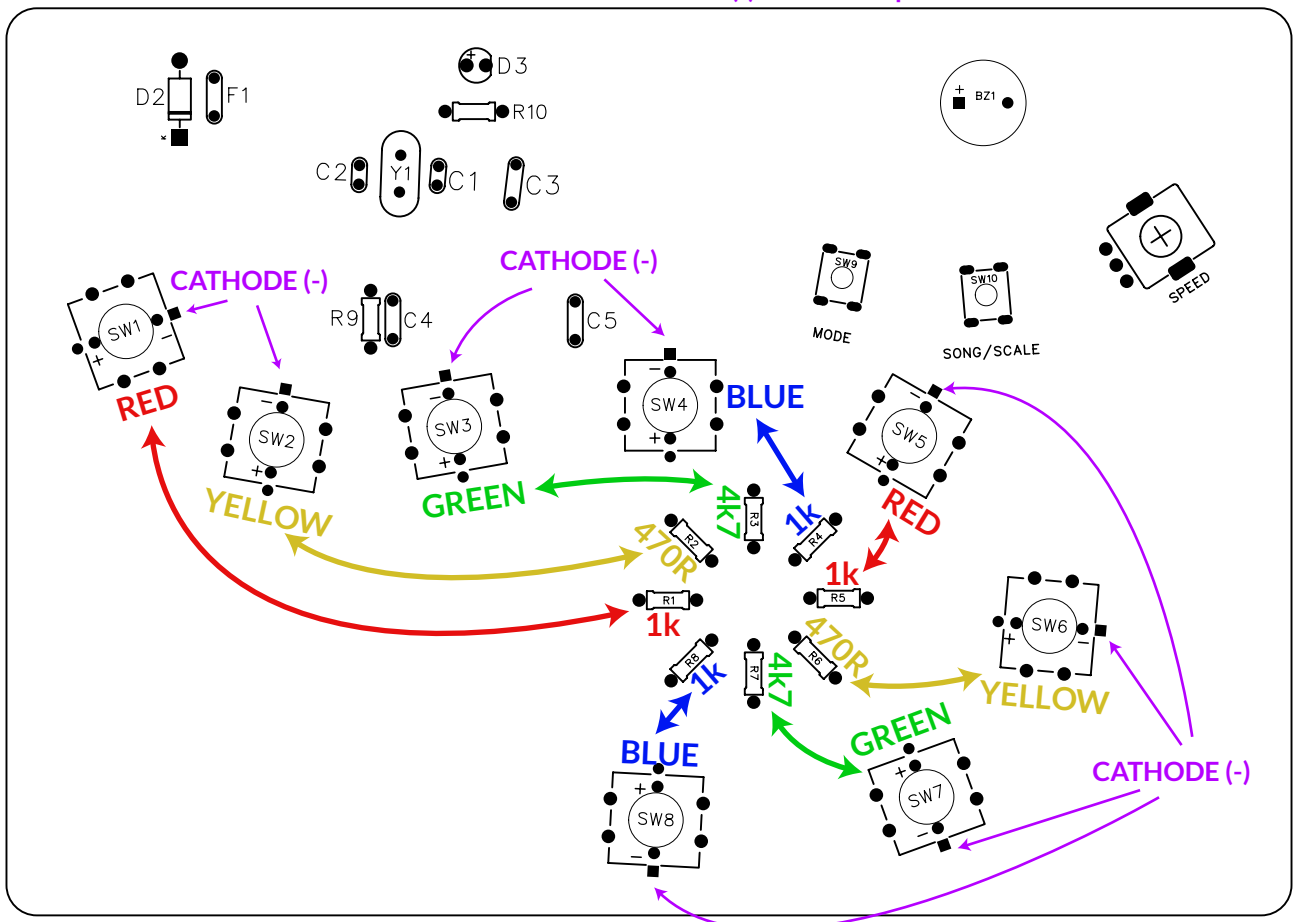 D3
D2
F1
R10
+
BZ1
K
C2
Y1
C1
C3
CATHODE (-)
SW9
SW10
SPEED
CATHODE (-)
SW1
R9
C4
C5
MODE
SONG/SCALE
RED
BLUE
SW2
SW3
SW4
SW5
YELLOW
GREEN
4k7
R3
1k
R4
RED
470R
R2
1k
R1
1k
R5
SW6
470R
R6
R8
1k
R7
4k7
YELLOW
GREEN
BLUE
CATHODE (-)
SW7
SW8